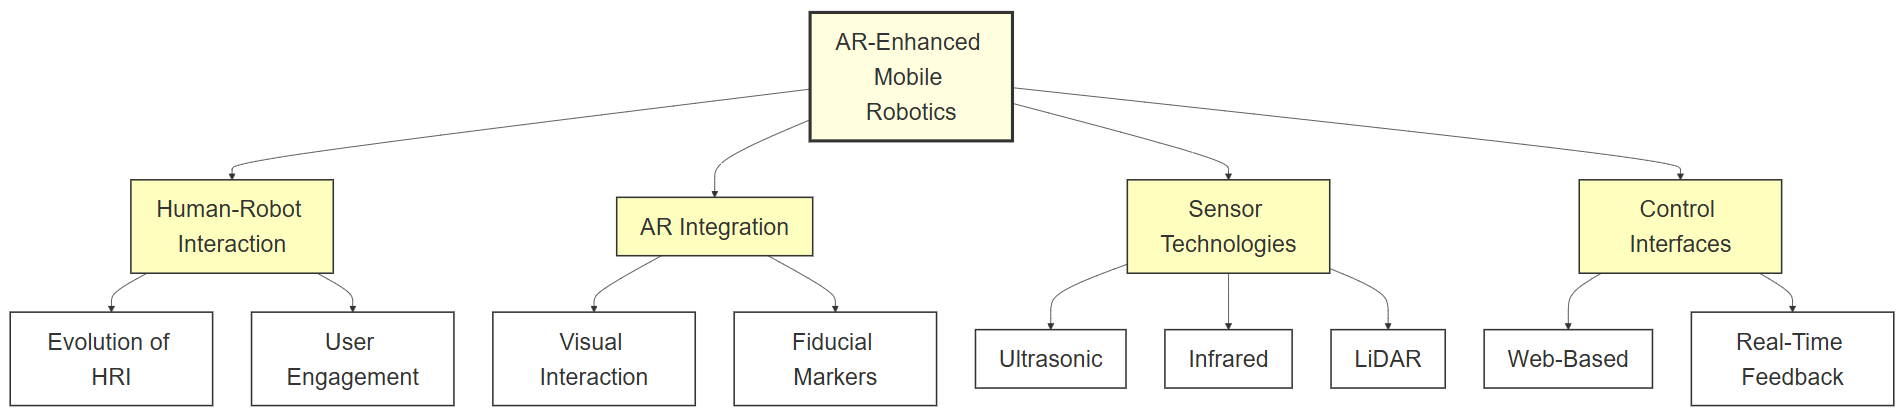 AR-Enhanced
Mobile
Robotics
Human-Robot
Interaction
AR Integration
Sensor
Technologies
Control
Interfaces
Evolution of
HRI
User
Engagement
Visual
Interaction
Fiducial
Markers
Ultrasonic
Infrared
LiDAR
Web-Based
Real-Time
Feedback